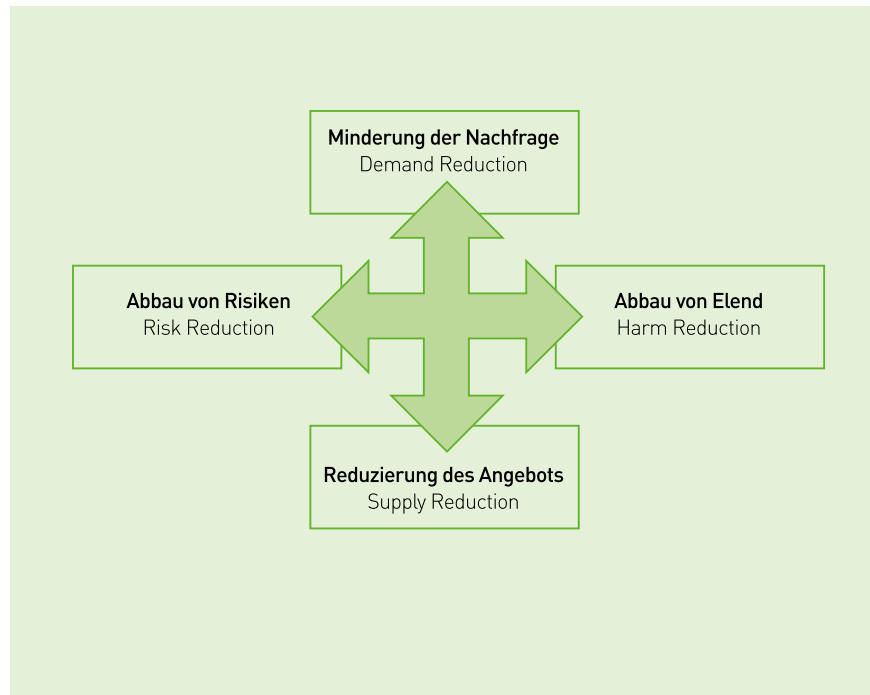 Minderung der Nachfrage
Demand Reduction
Abbau von Risiken
Risk Reduction
Abbau von Elend
Harm Reduction
Reduzierung des Angebots
Supply Reduction